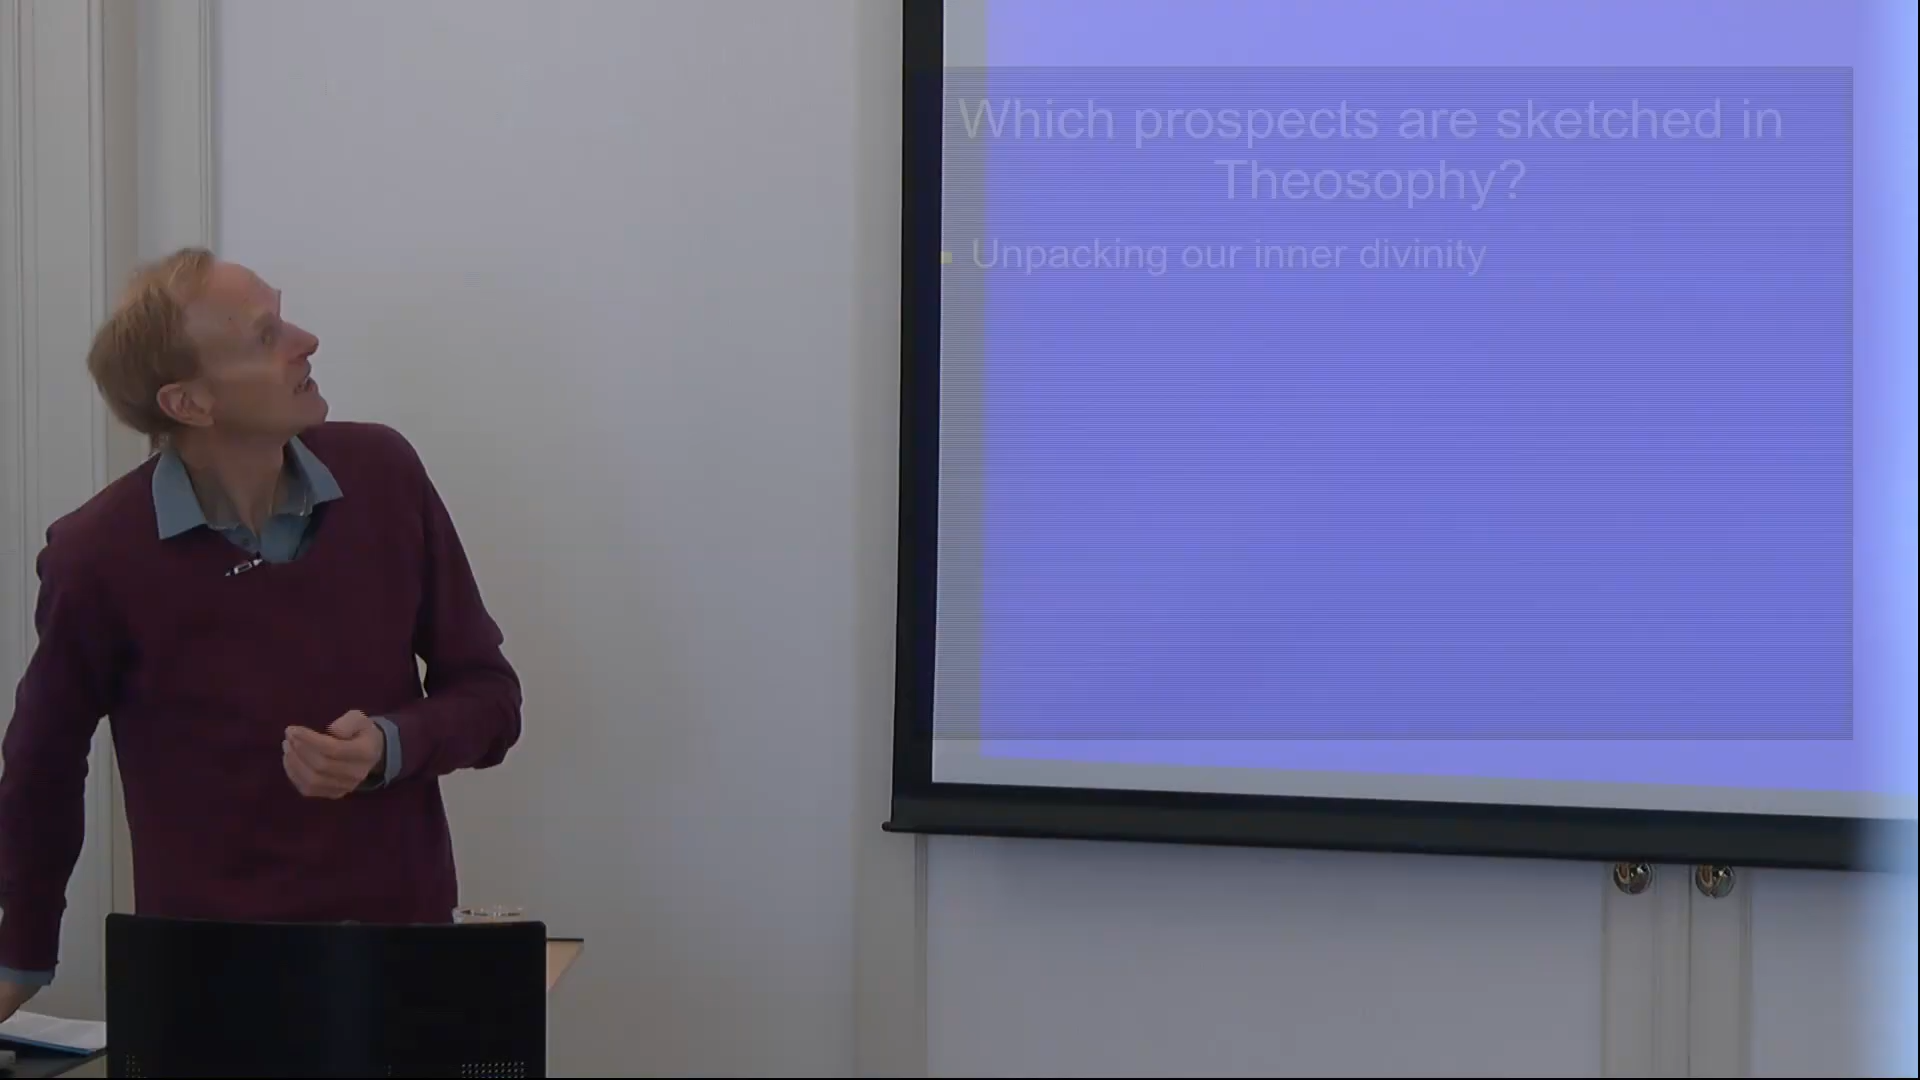 Which prospects are sketched in
Theosophy?
Unpacking our inner divinity